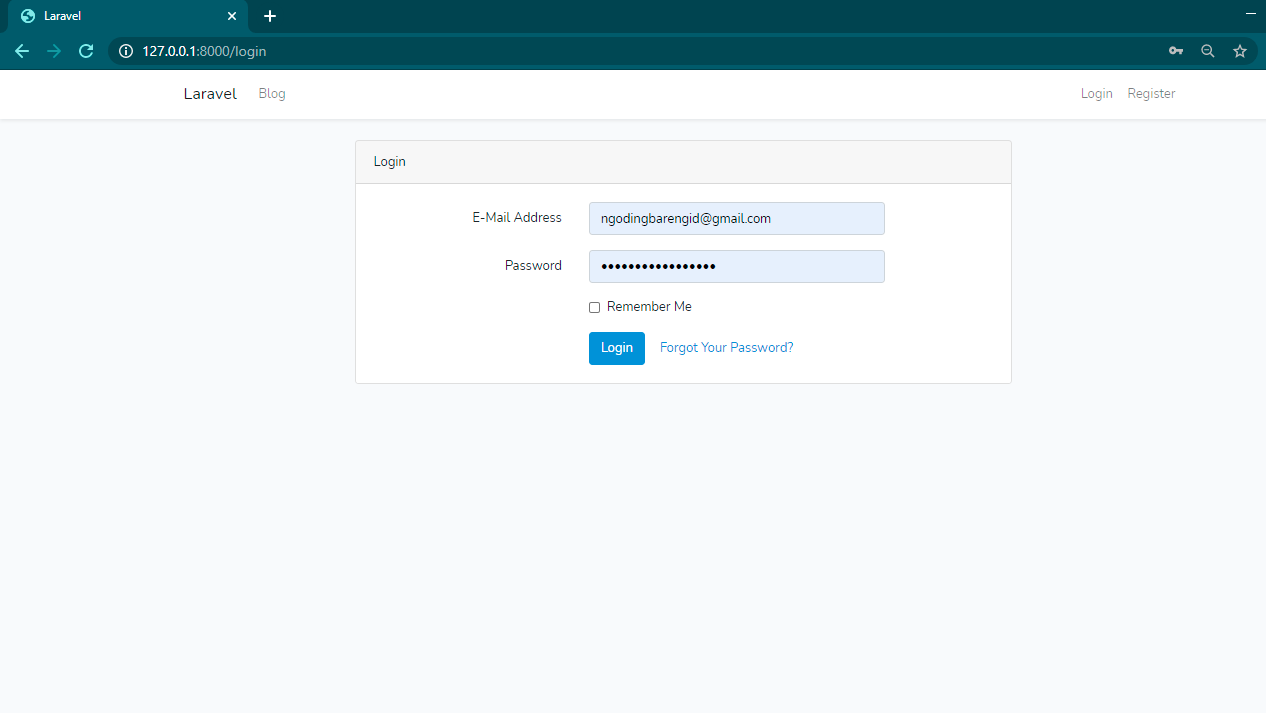 Laravel
127.0.0.1:8000/login
Laravel Blog Login Register
Login
E-Mail Address ngodingbarengid@gmail.com
Password •••••••••••••••••
Remember Me
Login Forgot Your Password?